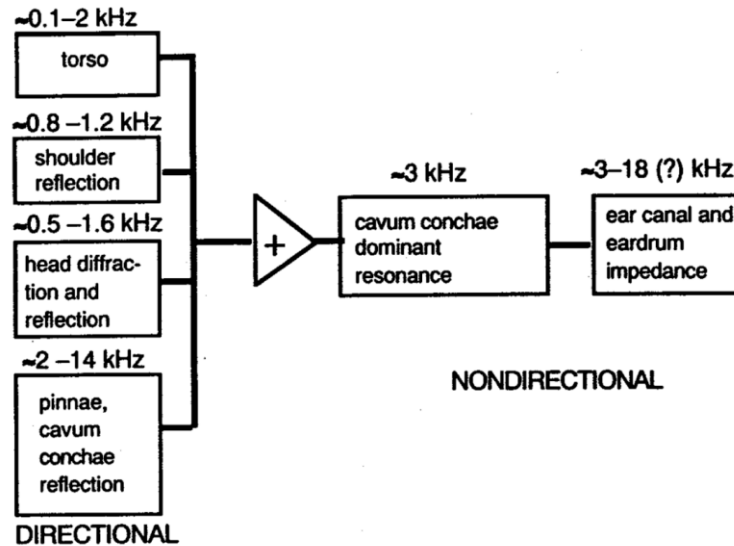 ≈0.1–2 kHz
torso
≈0.8 –1.2 kHz
shoulder
reflection
≈0.5 –1.6 kHz
head diffrac-
tion and
reflection
≈2 –14 kHz
pinnae,
cavum
conchae
reflection
DIRECTIONAL
+
≈3 kHz
cavum conchae
dominant
resonance
≈3–18 (?) kHz
ear canal and
eardrum
impedance
NONDIRECTIONAL